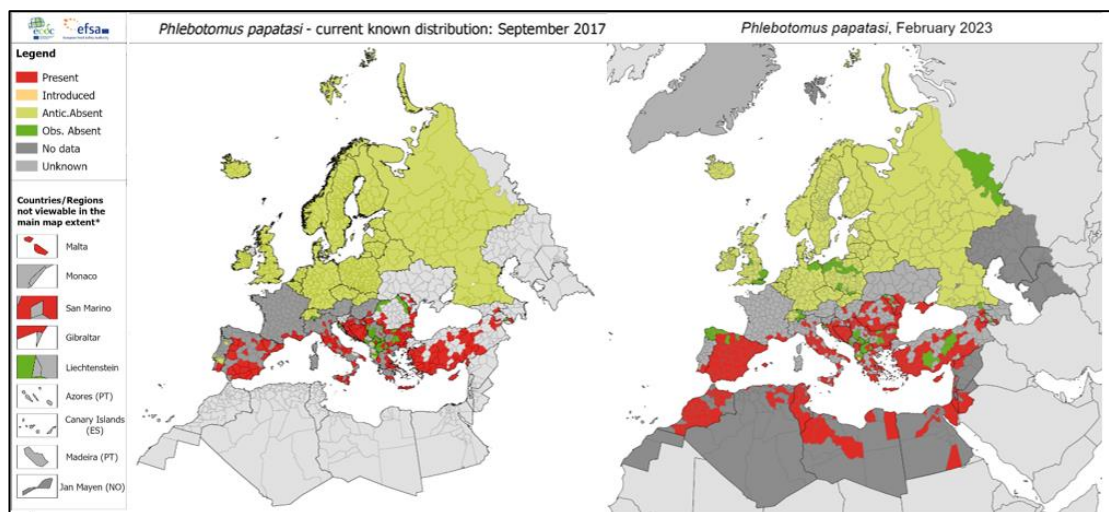 ecdc
efsa
Phlebotomus papatasi - current known distribution: September 2017
Phlebotomus papatasi, February 2023
Legend
Present
Introduced
Antic.Absent
Obs. Absent
No data
Unknown
Countries/Regions
not viewable in the
main map extent*
Malta
Monaco
San Marino
Gibraltar
Liechtenstein
Azores (PT)
Canary Islands
(ES)
Madeira (PT)
Jan Mayen (NO)